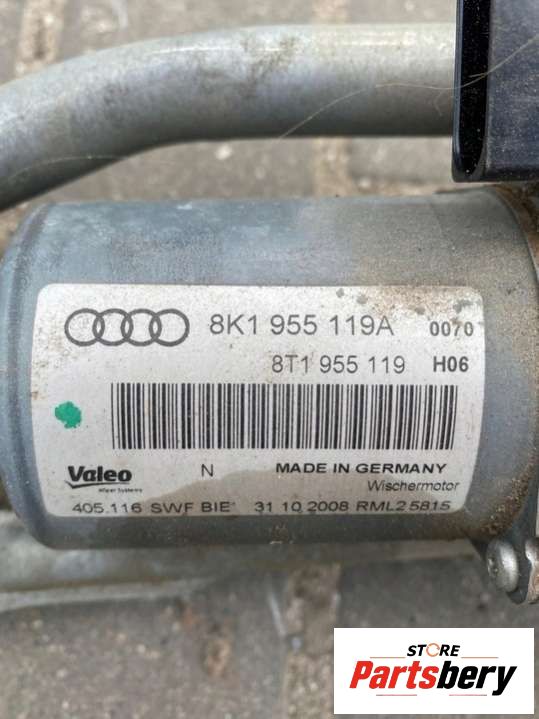 8K1 955 119A 0070
8T1 955 119 H06
Valeo N MADE IN GERMANY
Wiper Systems Wischermotor
405.116 SWF BIE 31 10 2008 RML2 5815
STORE
Partsbery